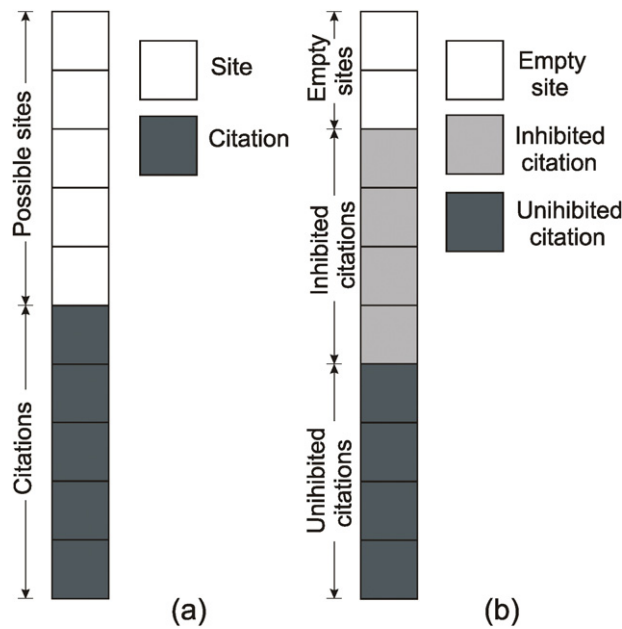 Possible sites
Citations
Site
Citation
(a)
Empty
sites
Inhibited
citations
Unihibited
citations
Empty
site
Inhibited
citation
Unihibited
citation
(b)